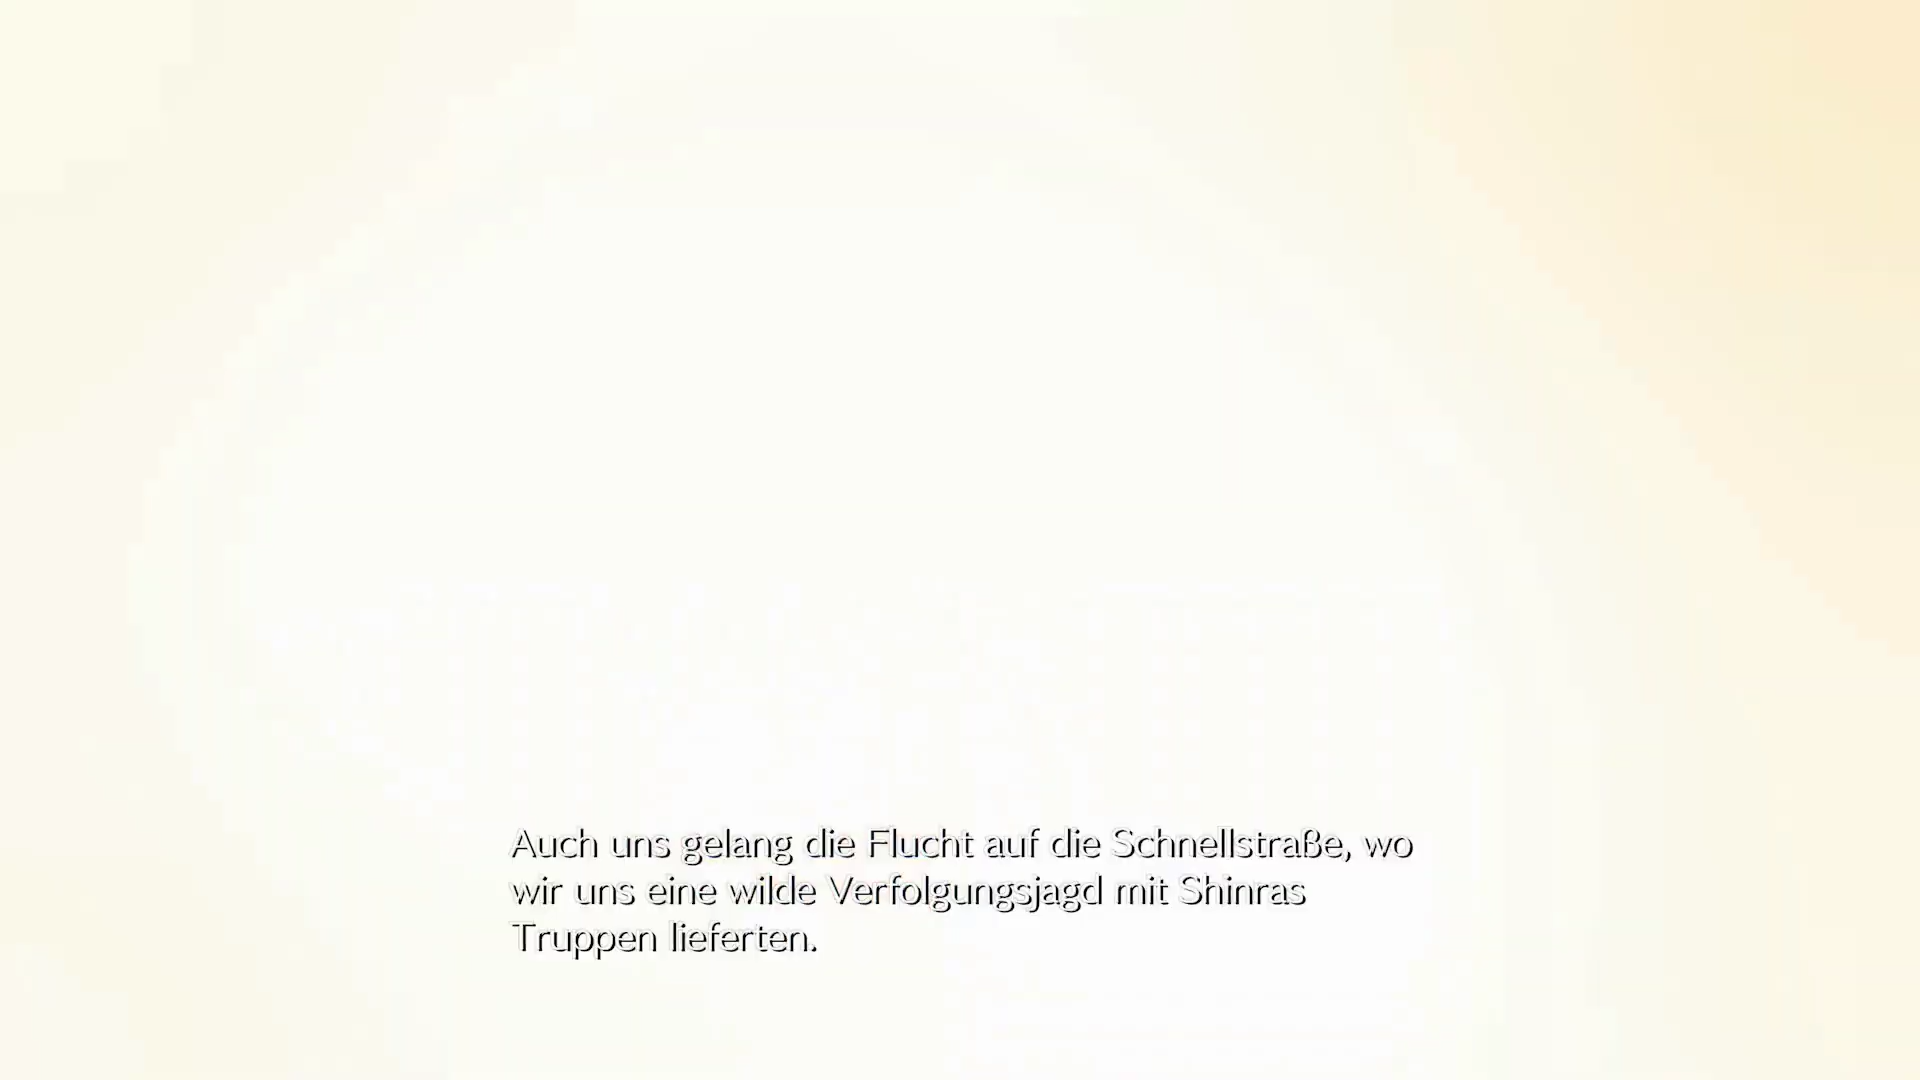 Auch uns gelang die Flucht auf die Schnellstraße, wo
wir uns eine wilde Verfolgungsjagd mit Shinras
Truppen lieferten.